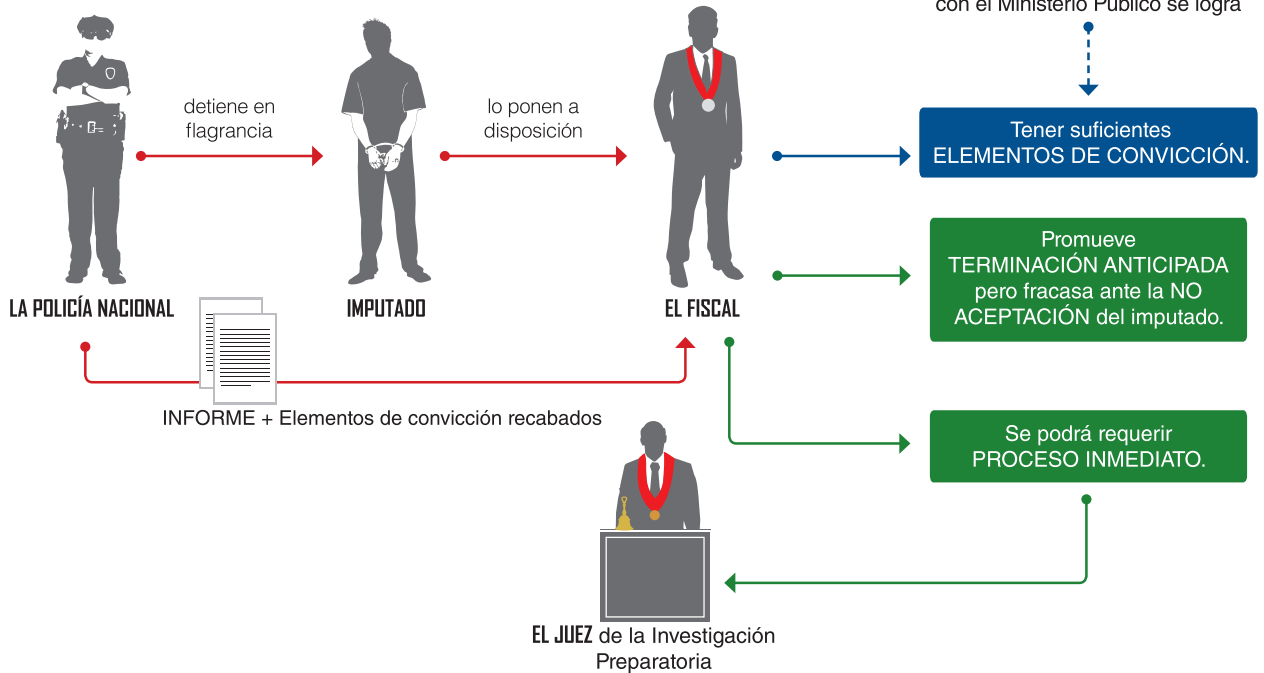 con el Ministerio Público se logra
detiene en
flagrancia
lo ponen a
disposición
Tener suficientes
ELEMENTOS DE CONVICCIÓN.
Promueve
TERMINACIÓN ANTICIPADA
pero fracasa ante la NO
ACEPTACIÓN del imputado.
LA POLICÍA NACIONAL
IMPUTADO
EL FISCAL
INFORME + Elementos de convicción recabados
Se podrá requerir
PROCESO INMEDIATO.
EL JUEZ de la Investigación
Preparatoria